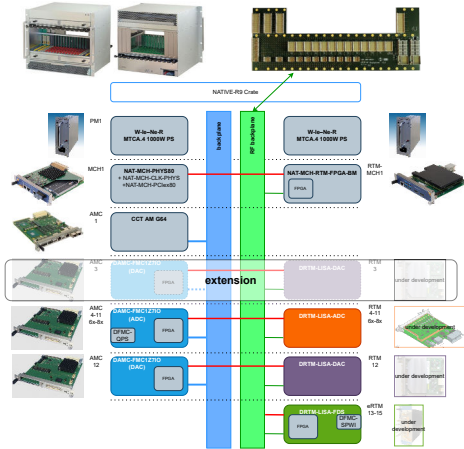 NATIVE-R9 Crate
PM1
W-Ie-Ne-R
MTCA.4 1000W PS
backplane
RF backplane
W-Ie-Ne-R
MTCA.4 1000W PS
MCH1
NAT-MCH-PHYS80
+ NAT-MCH-CLK-PHYS
+NAT-MCH-PCIex80
NAT-MCH-RTM-FPGA-BM
FPGA
RTM-
MCH1
AMC
1
CCT AM G64
AMC
3
DAMC-FMC1Z7IO
(DAC)
FPGA
extension
DRTM-LISA-DAC
RTM
3
under development
AMC
4-11
6x-8x
DAMC-FMC1Z7IO
(ADC)
DFMC-
QPS
FPGA
DRTM-LISA-ADC
RTM
4-11
6x-8x
under development
AMC
12
DAMC-FMC1Z7IO
(DAC)
FPGA
DRTM-LISA-DAC
RTM
12
under development
DRTM-LISA-FDS
FPGA
DFMC-
SPWI
eRTM
13-15
under
development